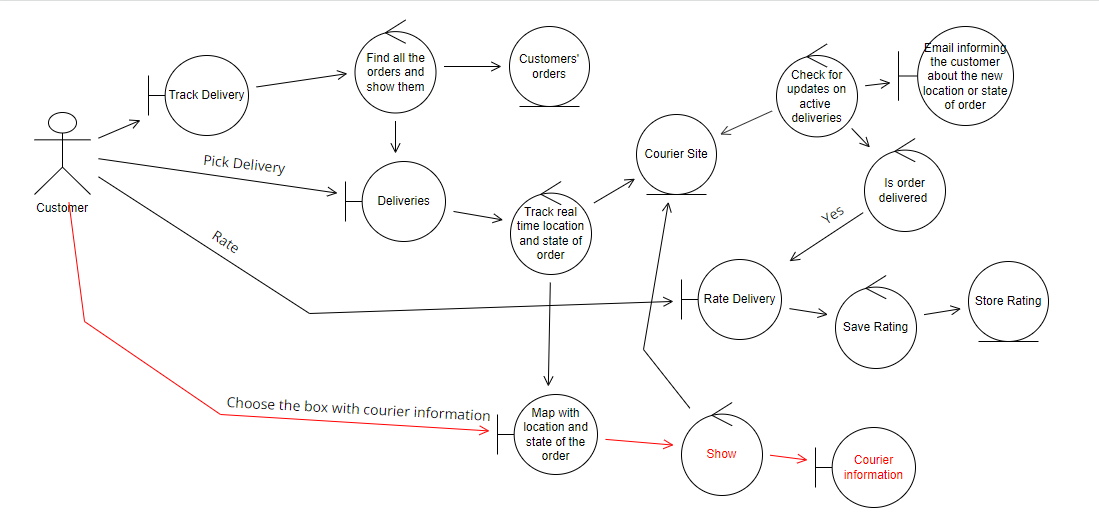 Track Delivery
Find all the
orders and
show them
Customers'
orders
Check for
updates on
active
deliveries
Email informing
the customer
about the new
location or state
of order
Courier Site
Customer
Pick Delivery
Deliveries
Is order
delivered
Track real
time location
and state of
order
Yes
Rate
Rate Delivery
Save Rating
Store Rating
Choose the box with courier information
Map with
location and
state of the
order
Show
Courier
information